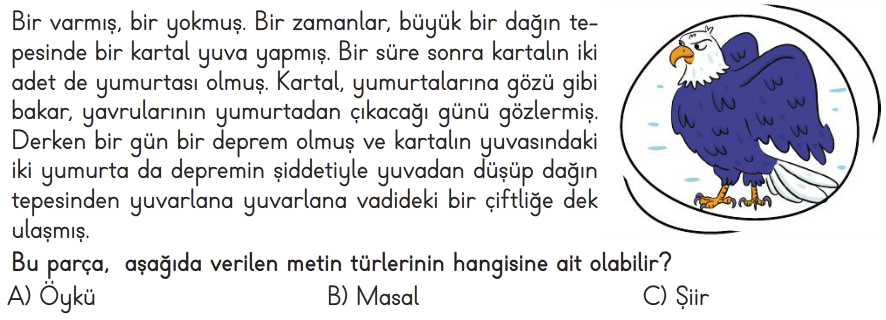 Bir varmış, bir yokmuş. Bir zamanlar, büyük bir dağın te-
pesinde bir kartal yuva yapmış. Bir süre sonra kartalın iki
adet de yumurtası olmuş. Kartal, yumurtalarına gözü gibi
bakar, yavrularının yumurtadan çıkacağı günü gözlermiş.
Derken bir gün bir deprem olmuş ve kartalın yuvasındaki
iki yumurta da depremin şiddetiyle yuvadan düşüp dağın
tepesinden yuvarlana yuvarlana vadideki bir çiftliğe dek
ulaşmış.
Bu parça, aşağıda verilen metin türlerinin hangisine ait olabilir?
A) Öykü B) Masal C) Şiir